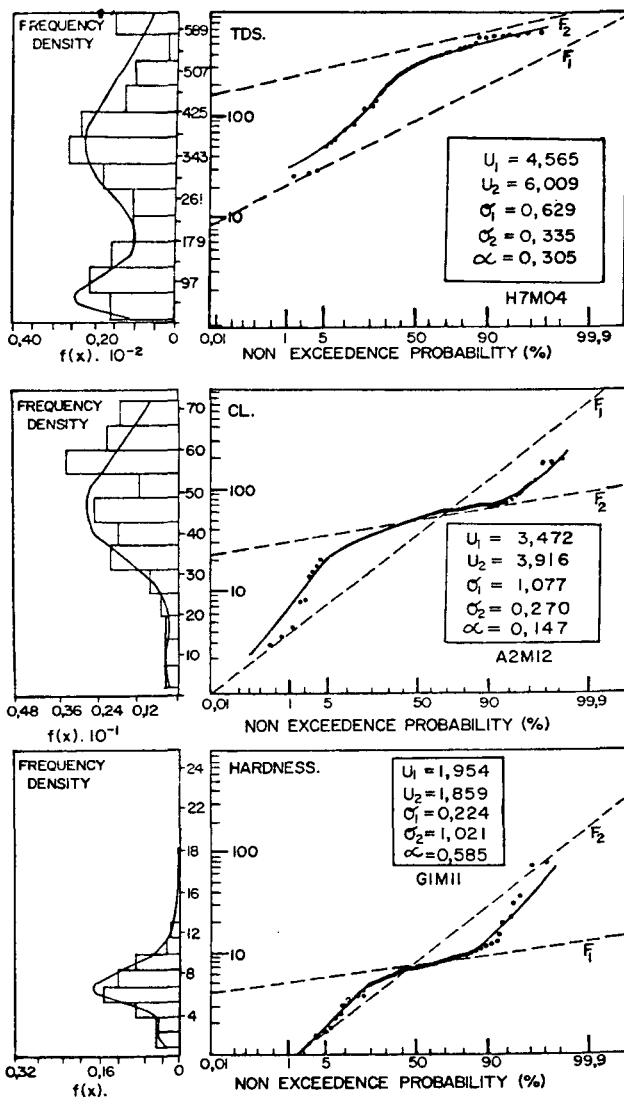 FREQUENCY
DENSITY
569
507
425
343
261
179
97
0,40
0,20
0
f(x). 10⁻²
TDS.
100
10
F₂
F₁
U₁ = 4,565
U₂ = 6,009
σ₁ = 0,629
σ₂ = 0,335
α = 0,305
H7M04
0,01
1
5
50
90
99,9
NON EXCEEDENCE PROBABILITY (%)
FREQUENCY
DENSITY
70
60
50
40
30
20
10
0,48
0,36
0,24
0,12
f(x). 10⁻¹
CL.
100
10
F₁
F₂
U₁ = 3,472
U₂ = 3,916
σ₁ = 1,077
σ₂ = 0,270
α = 0,147
A2M12
0,01
1
5
50
90
99,9
NON EXCEEDENCE PROBABILITY (%)
FREQUENCY
DENSITY
24
22
18
16
12
8
4
0,32
0,16
0
f(x).
HARDNESS.
100
10
F₂
F₁
U₁ = 1,954
U₂ = 1,859
σ₁ = 0,224
σ₂ = 1,021
α = 0,585
G1M11
0,01
1
5
50
90
99,9
NON EXCEEDENCE PROBABILITY (%)